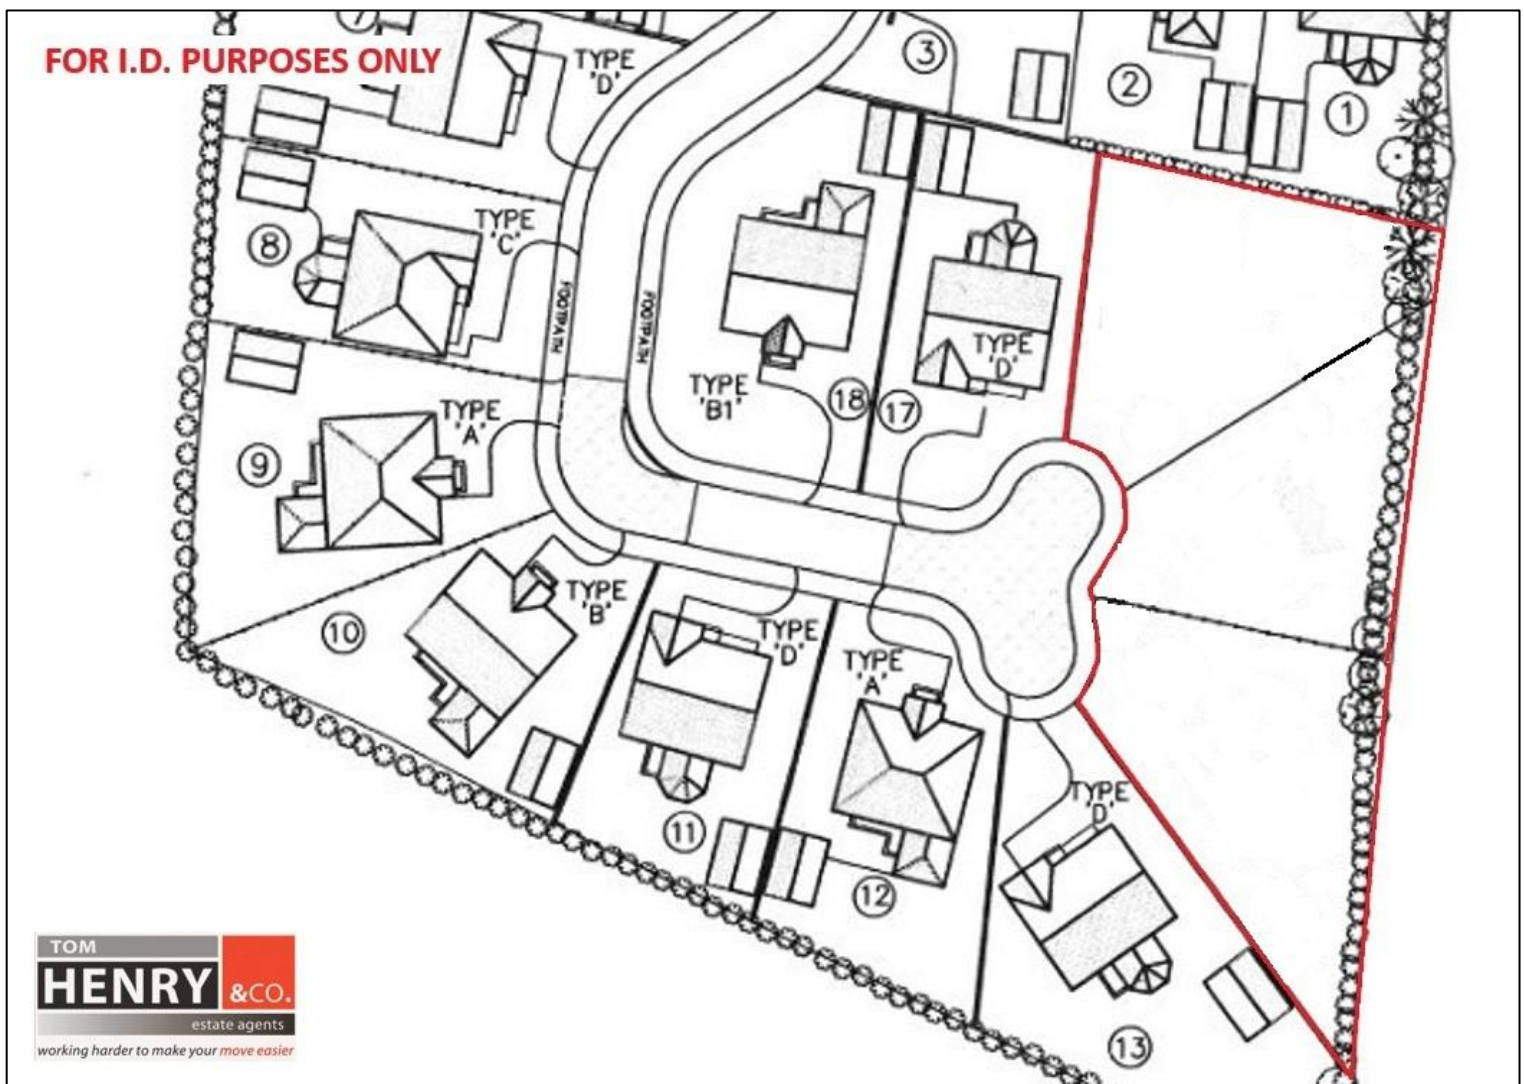 7
FOR I.D. PURPOSES ONLY
TYPE
'D'
3
2
1
8
TYPE
'C'
FOOTPATH
FOOTPATH
TYPE
'B1'
18
17
TYPE
'D'
9
TYPE
'A'
10
TYPE
'B'
TYPE
'D'
11
TYPE
'A'
12
TYPE
'D'
13
TOM
HENRY
&CO.
estate agents
working harder to make your move easier